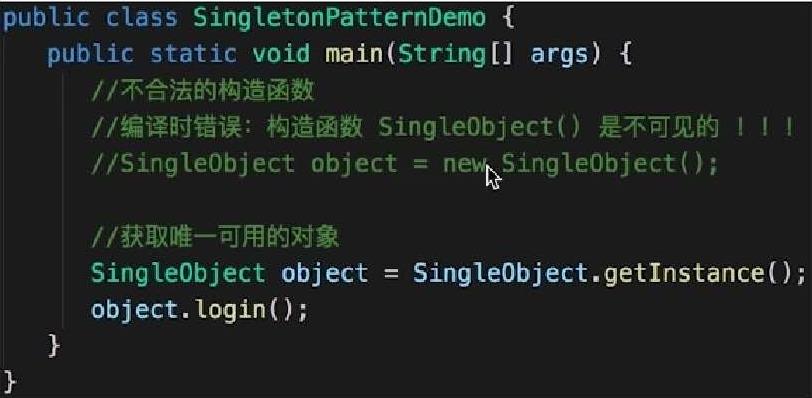 public class SingletonPatternDemo {
public static void main(String[] args) {
//不合法的构造函数
//编译时错误：构造函数 SingleObject() 是不可见的 ！！！
//SingleObject object = new SingleObject();
//获取唯一可用的对象
SingleObject object = SingleObject.getInstance();
object.login();
}
}